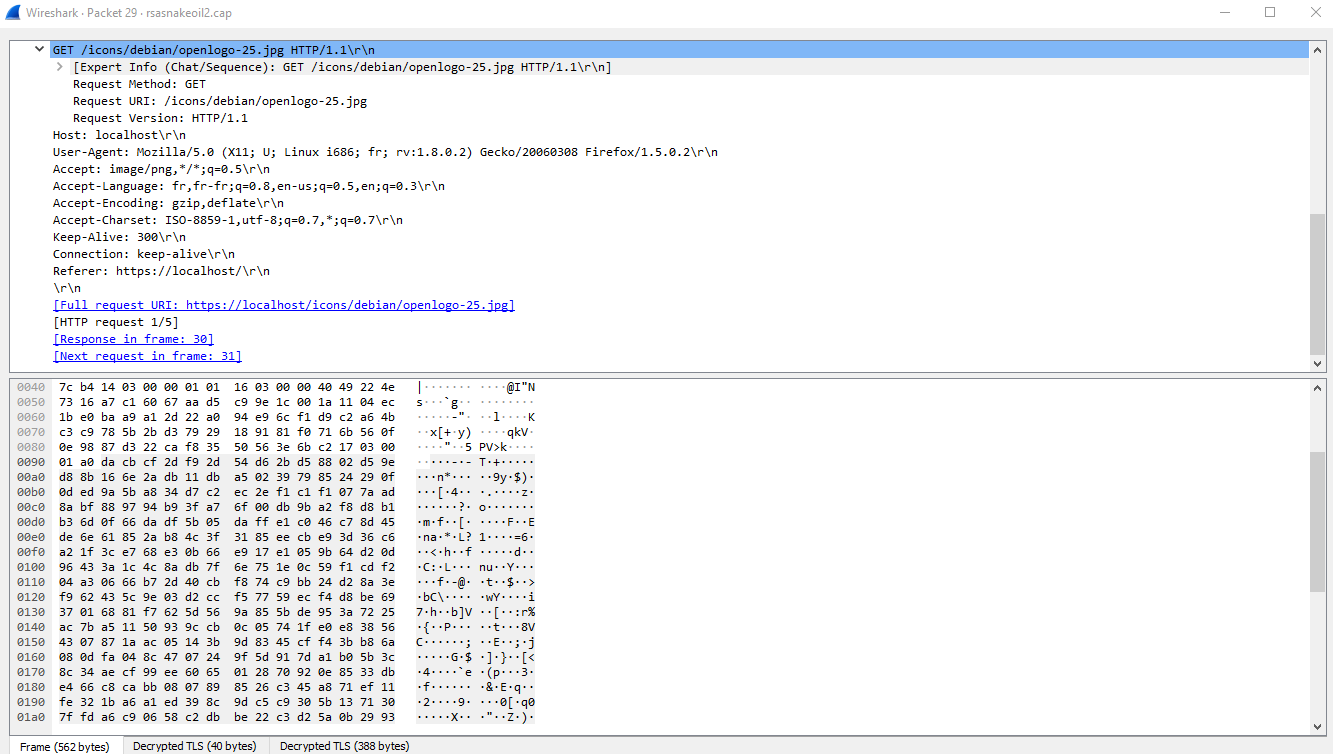 Wireshark · Packet 29 · rsasnakeoil2.cap
GET /icons/debian/openlogo-25.jpg HTTP/1.1\r\n
[Expert Info (Chat/Sequence): GET /icons/debian/openlogo-25.jpg HTTP/1.1\r\n]
Request Method: GET
Request URI: /icons/debian/openlogo-25.jpg
Request Version: HTTP/1.1
Host: localhost\r\n
User-Agent: Mozilla/5.0 (X11; U; Linux i686; fr; rv:1.8.0.2) Gecko/20060308 Firefox/1.5.0.2\r\n
Accept: image/png,*/*;q=0.5\r\n
Accept-Language: fr,fr-fr;q=0.8,en-us;q=0.5,en;q=0.3\r\n
Accept-Encoding: gzip,deflate\r\n
Accept-Charset: ISO-8859-1,utf-8;q=0.7,*;q=0.7\r\n
Keep-Alive: 300\r\n
Connection: keep-alive\r\n
Referer: https://localhost/\r\n
\r\n
[Full request URI: https://localhost/icons/debian/openlogo-25.jpg]
[HTTP request 1/5]
[Response in frame: 30]
[Next request in frame: 31]
0040 7c b4 14 03 00 00 01 01 16 03 00 00 40 49 22 4e |······· ····@I"N
0050 73 16 a7 c1 60 67 aa d5 c9 9e 1c 00 1a 11 04 ec s···`g·· ········
0060 1b e0 ba a9 a1 2d 22 a0 94 e9 6c f1 d9 c2 a6 4b ·····-"· ··l····K
0070 c3 c9 78 5b 2b d3 79 29 18 91 81 f0 71 6b 56 0f ··x[+·y) ····qkV·
0080 0e 98 87 d3 22 ca f8 35 50 56 3e 6b c2 17 03 00 ····"··5 PV>k····
0090 01 a0 da cb cf 2d f9 2d 54 d6 2b d5 88 02 d5 9e ·····-·- T·+·····
00a0 d8 8b 16 6e 2a db 11 db a5 02 39 79 85 24 29 0f ···n*··· ··9y·$)·
00b0 0d ed 9a 5b a8 34 d7 c2 ec 2e f1 c1 f1 07 7a ad ···[·4·· ·.····z·
00c0 8a bf 88 97 94 b9 3f a7 6f 00 db 9b a2 f8 d8 b1 ······?· o·······
00d0 b3 6d 0f 66 da df 5b 05 da ff e1 c0 46 c7 8d 45 ·m·f··[· ····F··E
00e0 de 6e 61 85 2a b8 4c 3f 31 85 ee cb e9 3d 36 c6 ·na·*·L? 1····=6·
00f0 a2 1f 3c e7 68 e3 0b 66 e9 17 e1 05 9b 64 d2 0d ··<·h··f ·····d··
0100 96 43 3a 1c 4c 8a db 7f 6e 75 1e 0c 59 f1 cd f2 ·C:·L··· nu··Y···
0110 04 a3 06 66 b7 2d 40 cb f8 74 c9 bb 24 d2 8a 3e ···f·-@· ·t··$··>
0120 f9 62 43 5c 9e 03 d2 cc f5 77 59 ec f4 d8 be 69 ·bC\···· ·wY····i
0130 37 01 68 81 f7 62 5d 56 9a 85 5b de 95 3a 72 25 7·h··b]V ··[··:r%
0140 ac 7b a5 11 50 93 9c cb 0c 05 74 1f e0 e8 38 56 ·{··P··· ··t···8V
0150 43 07 87 1a ac 05 14 3b 9d 83 45 cf f4 3b b8 6a C······; ··E··;·j
0160 08 0d fa 04 8c 47 07 24 9f 5d 91 7d a1 b0 5b 3c ·····G·$ ·]·}··[<
0170 8c 34 ae cf 99 ee 60 65 01 28 70 92 0e 85 33 db ·4····`e ·(p···3·
0180 e4 66 c8 ca bb 08 07 89 85 26 c3 45 a8 71 ef 11 ·f······ ·&·E·q··
0190 fe 32 1b a6 a1 ed 39 8c 9d c5 c9 30 5b 13 71 30 ·2····9· ···0[·q0
01a0 7f fd a6 c9 06 58 c2 db be 22 c3 d2 5a 0b 29 93 ·····X·· ·"··Z·)·
Frame (562 bytes) Decrypted TLS (40 bytes) Decrypted TLS (388 bytes)